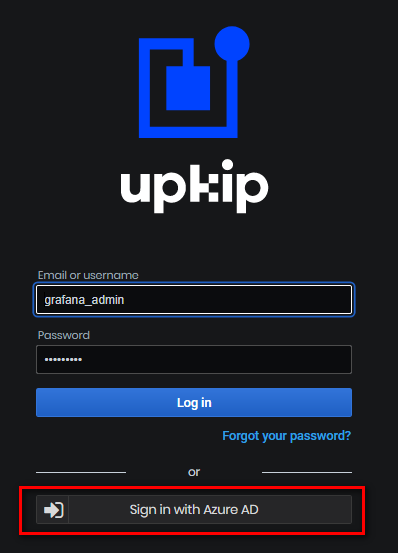 upkip
Email or username
grafana_admin
Password
•••••••••
Log in
Forgot your password?
or
Sign in with Azure AD